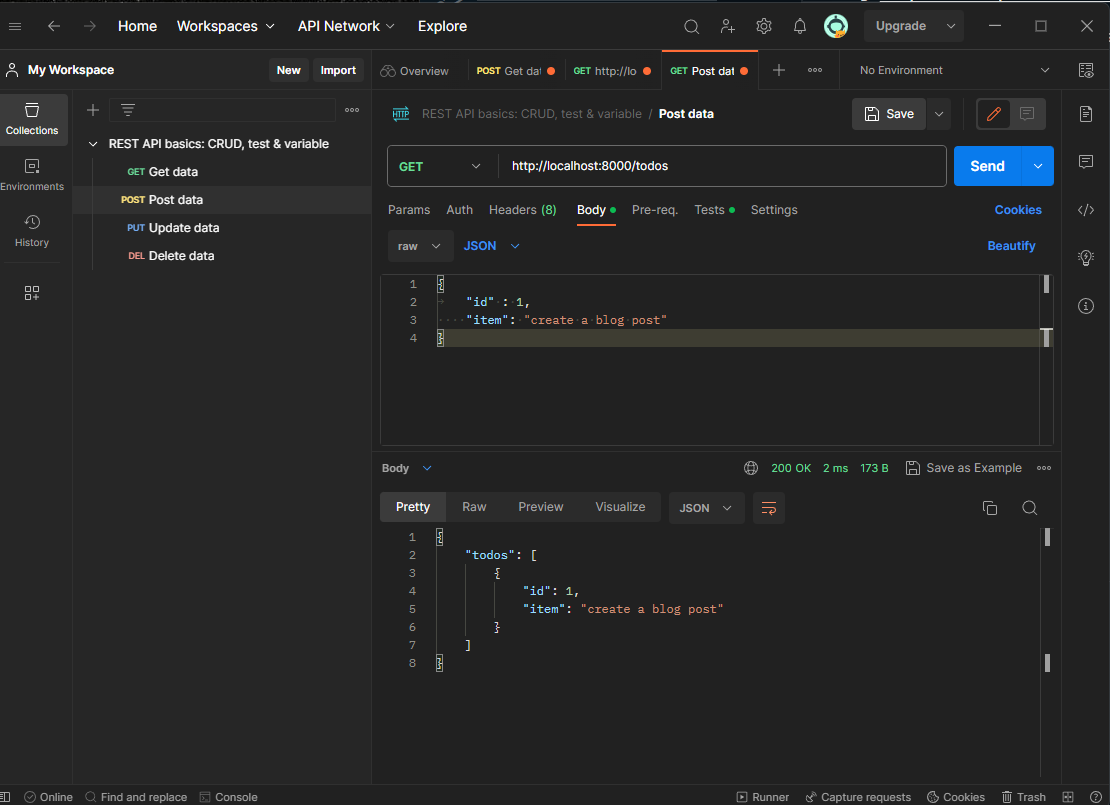 Home Workspaces API Network Explore Upgrade
My Workspace New Import Overview POST Get dat GET http://lo GET Post dat No Environment
Collections
REST API basics: CRUD, test & variable / Post data Save
REST API basics: CRUD, test & variable
GET Get data
POST Post data
PUT Update data
DEL Delete data
Environments
History
GET http://localhost:8000/todos Send
Params Auth Headers (8) Body Pre-req. Tests Settings Cookies
raw JSON Beautify
1 {
2 "id" : 1,
3 "item": "create a blog post"
4 }
Body 200 OK 2 ms 173 B Save as Example
Pretty Raw Preview Visualize JSON
1 {
2 "todos": [
3 {
4 "id": 1,
5 "item": "create a blog post"
6 }
7 ]
8 }
Online Find and replace Console Runner Capture requests Cookies Trash